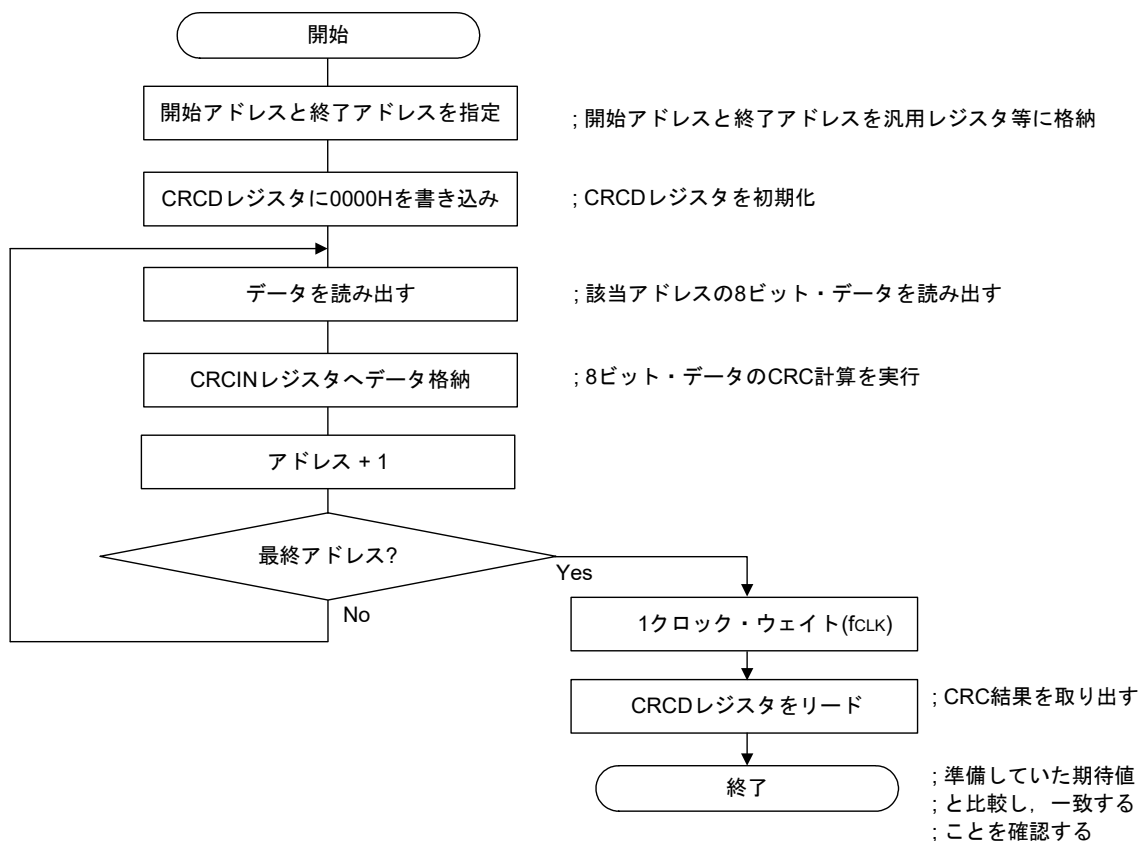 開始
開始アドレスと終了アドレスを指定
; 開始アドレスと終了アドレスを汎用レジスタ等に格納
CRCDレジスタに0000Hを書き込み
; CRCDレジスタを初期化
データを読み出す
; 該当アドレスの8ビット・データを読み出す
CRCINレジスタへデータ格納
; 8ビット・データのCRC計算を実行
アドレス + 1
最終アドレス?
Yes
No
1クロック・ウェイト(fCLK)
CRCDレジスタをリード
; CRC結果を取り出す
終了
; 準備していた期待値
; と比較し，一致する
; ことを確認する